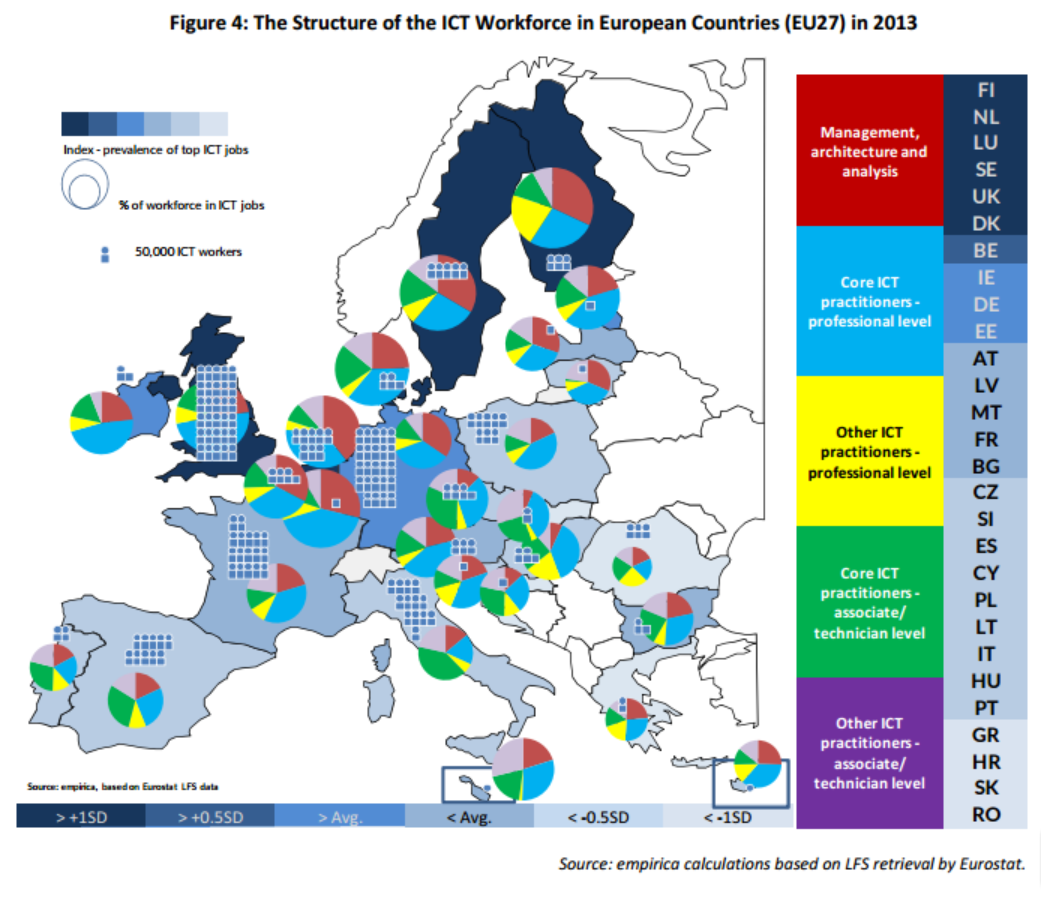 Figure 4: The Structure of the ICT Workforce in European Countries (EU27) in 2013
Index - prevalence of top ICT jobs
% of workforce in ICT jobs
50,000 ICT workers
Source: empirica, based on Eurostat LFS data
> +1SD
> +0.5SD
> Avg.
< Avg.
< -0.5SD
< -1SD
Management,
architecture and
analysis
Core ICT
practitioners -
professional level
Other ICT
practitioners -
professional level
Core ICT
practitioners -
associate/
technician level
Other ICT
practitioners -
associate/
technician level
FI
NL
LU
SE
UK
DK
BE
IE
DE
EE
AT
LV
MT
FR
BG
CZ
SI
ES
CY
PL
LT
IT
HU
PT
GR
HR
SK
RO
Source: empirica calculations based on LFS retrieval by Eurostat.